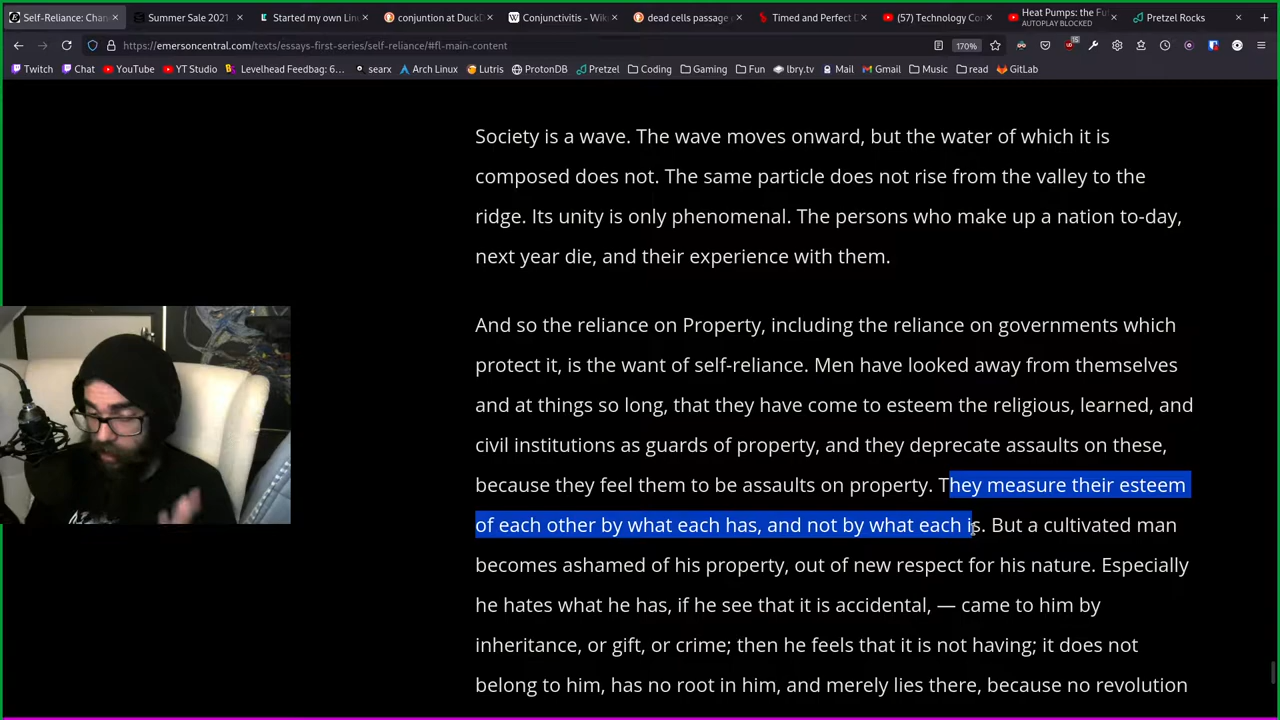 Self-Reliance: Chan
Summer Sale 2021
Started my own Lin
conjuntion at DuckD
Conjunctivitis - Wiki
dead cells passage
Timed and Perfect D
(57) Technology Con
Heat Pumps: the Fu
AUTOPLAY BLOCKED
Pretzel Rocks
https://emersoncentral.com/texts/essays-first-series/self-reliance/#fl-main-content
170%
15
Twitch Chat YouTube YT Studio Levelhead Feedbag: 6… searx Arch Linux Lutris ProtonDB Pretzel Coding Gaming Fun lbry.tv Mail Gmail Music read GitLab
Society is a wave. The wave moves onward, but the water of which it is
composed does not. The same particle does not rise from the valley to the
ridge. Its unity is only phenomenal. The persons who make up a nation to-day,
next year die, and their experience with them.
And so the reliance on Property, including the reliance on governments which
protect it, is the want of self-reliance. Men have looked away from themselves
and at things so long, that they have come to esteem the religious, learned, and
civil institutions as guards of property, and they deprecate assaults on these,
because they feel them to be assaults on property. They measure their esteem
of each other by what each has, and not by what each is. But a cultivated man
becomes ashamed of his property, out of new respect for his nature. Especially
he hates what he has, if he see that it is accidental, — came to him by
inheritance, or gift, or crime; then he feels that it is not having; it does not
belong to him, has no root in him, and merely lies there, because no revolution